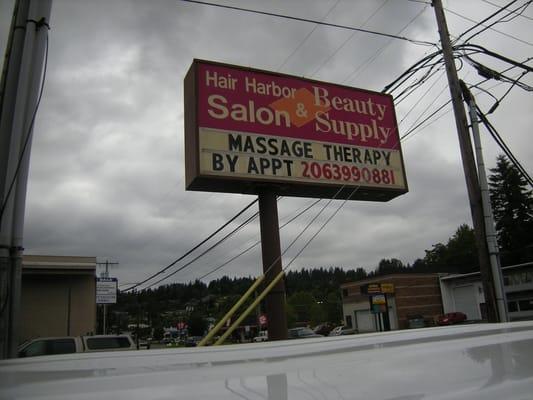 Hair Harbor Beauty
Salon & Supply
MASSAGE THERAPY
BY APPT 2063990881